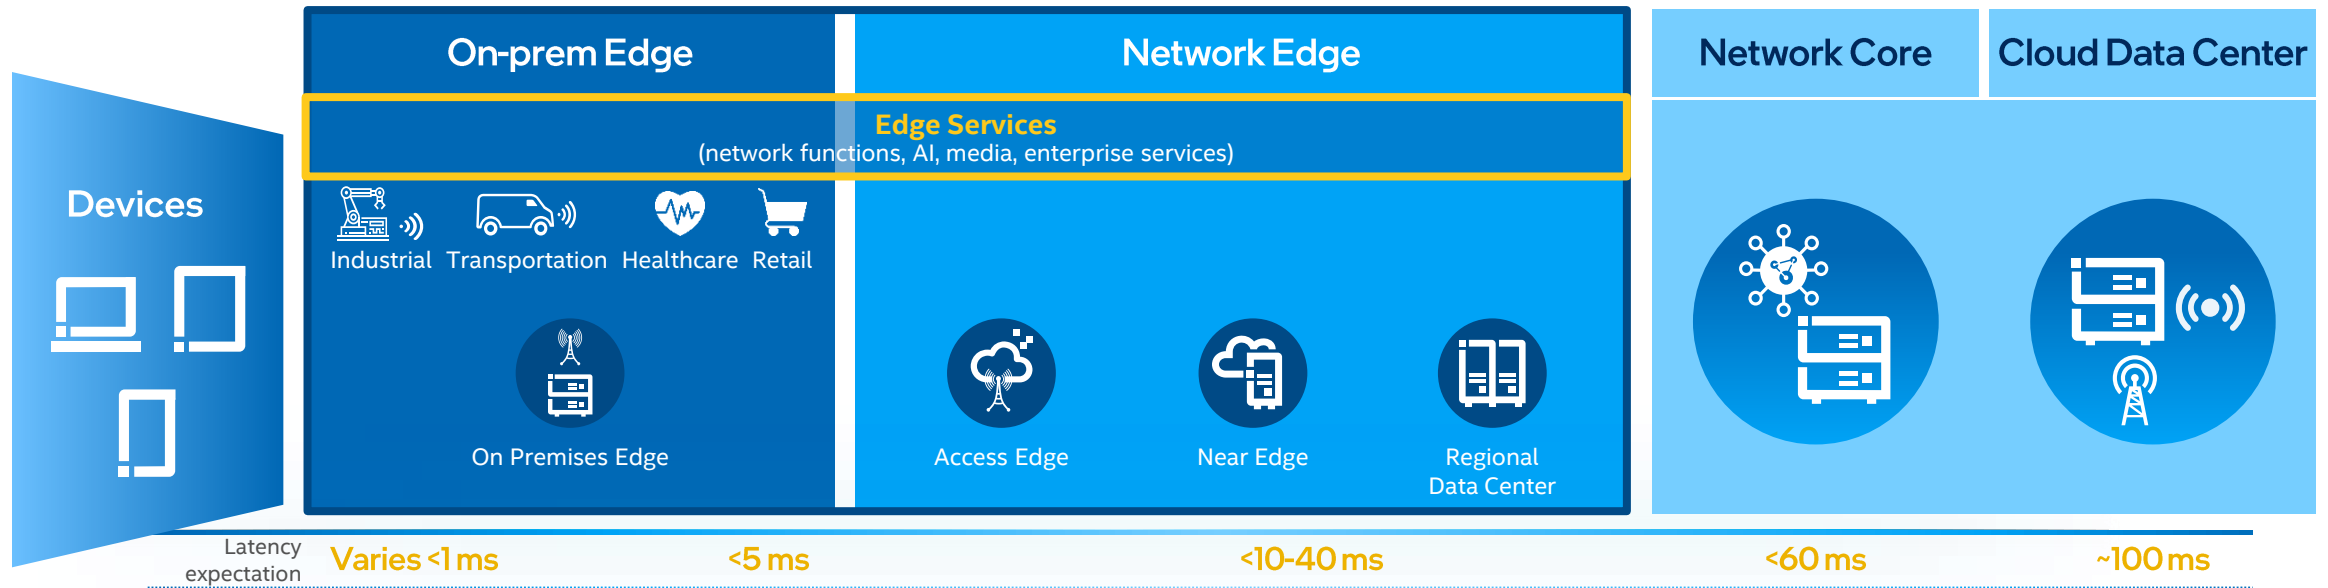 On-prem Edge
Network Edge
Network Core
Cloud Data Center
Edge Services
(network functions, AI, media, enterprise services)
Devices
Industrial
Transportation
Healthcare
Retail
On Premises Edge
Access Edge
Near Edge
Regional
Data Center
Latency
expectation
Varies <1 ms
<5 ms
<10-40 ms
<60 ms
~100 ms